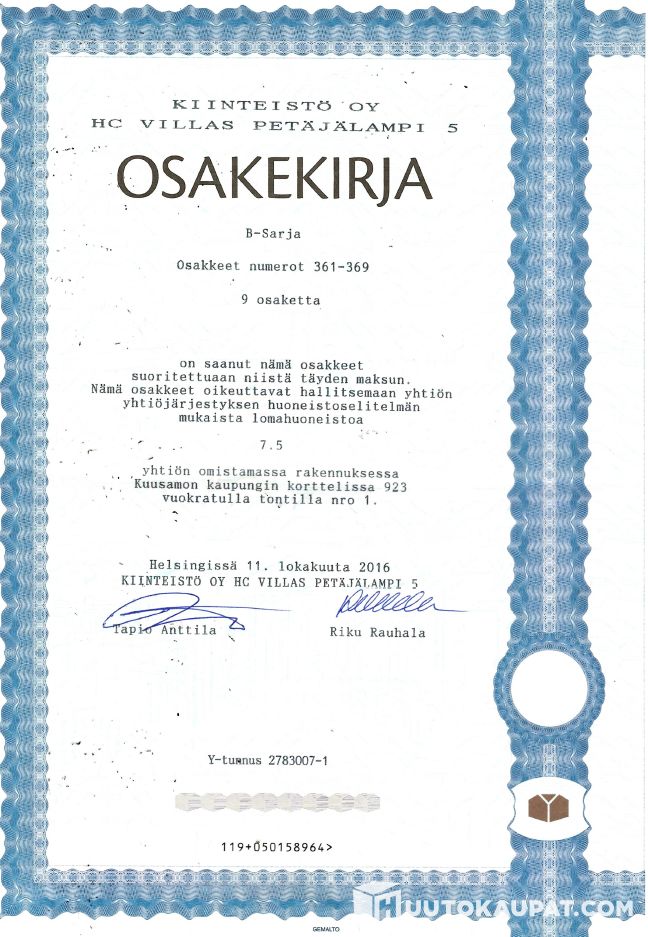 KIINTEISTÖ OY
HC VILLAS PETÄJÄLAMPI 5
OSAKEKIRJA
B-Sarja
Osakkeet numerot 361-369
9 osaketta
on saanut nämä osakkeet
suoritettuaan niistä täyden maksun.
Nämä osakkeet oikeuttavat hallitsemaan yhtiön
yhtiöjärjestyksen huoneistoselitelmän
mukaista lomahuoneistoa
7.5
yhtiön omistamassa rakennuksessa
Kuusamon kaupungin korttelissa 923
vuokratulla tontilla nro 1.
Helsingissä 11. lokakuuta 2016
KIINTEISTÖ OY HC VILLAS PETÄJÄLAMPI 5
Tapio Anttila
Riku Rauhala
Y-tunnus 2783007-1
119+050158964>
HUUTOKAUPAT.COM
GEMALTO